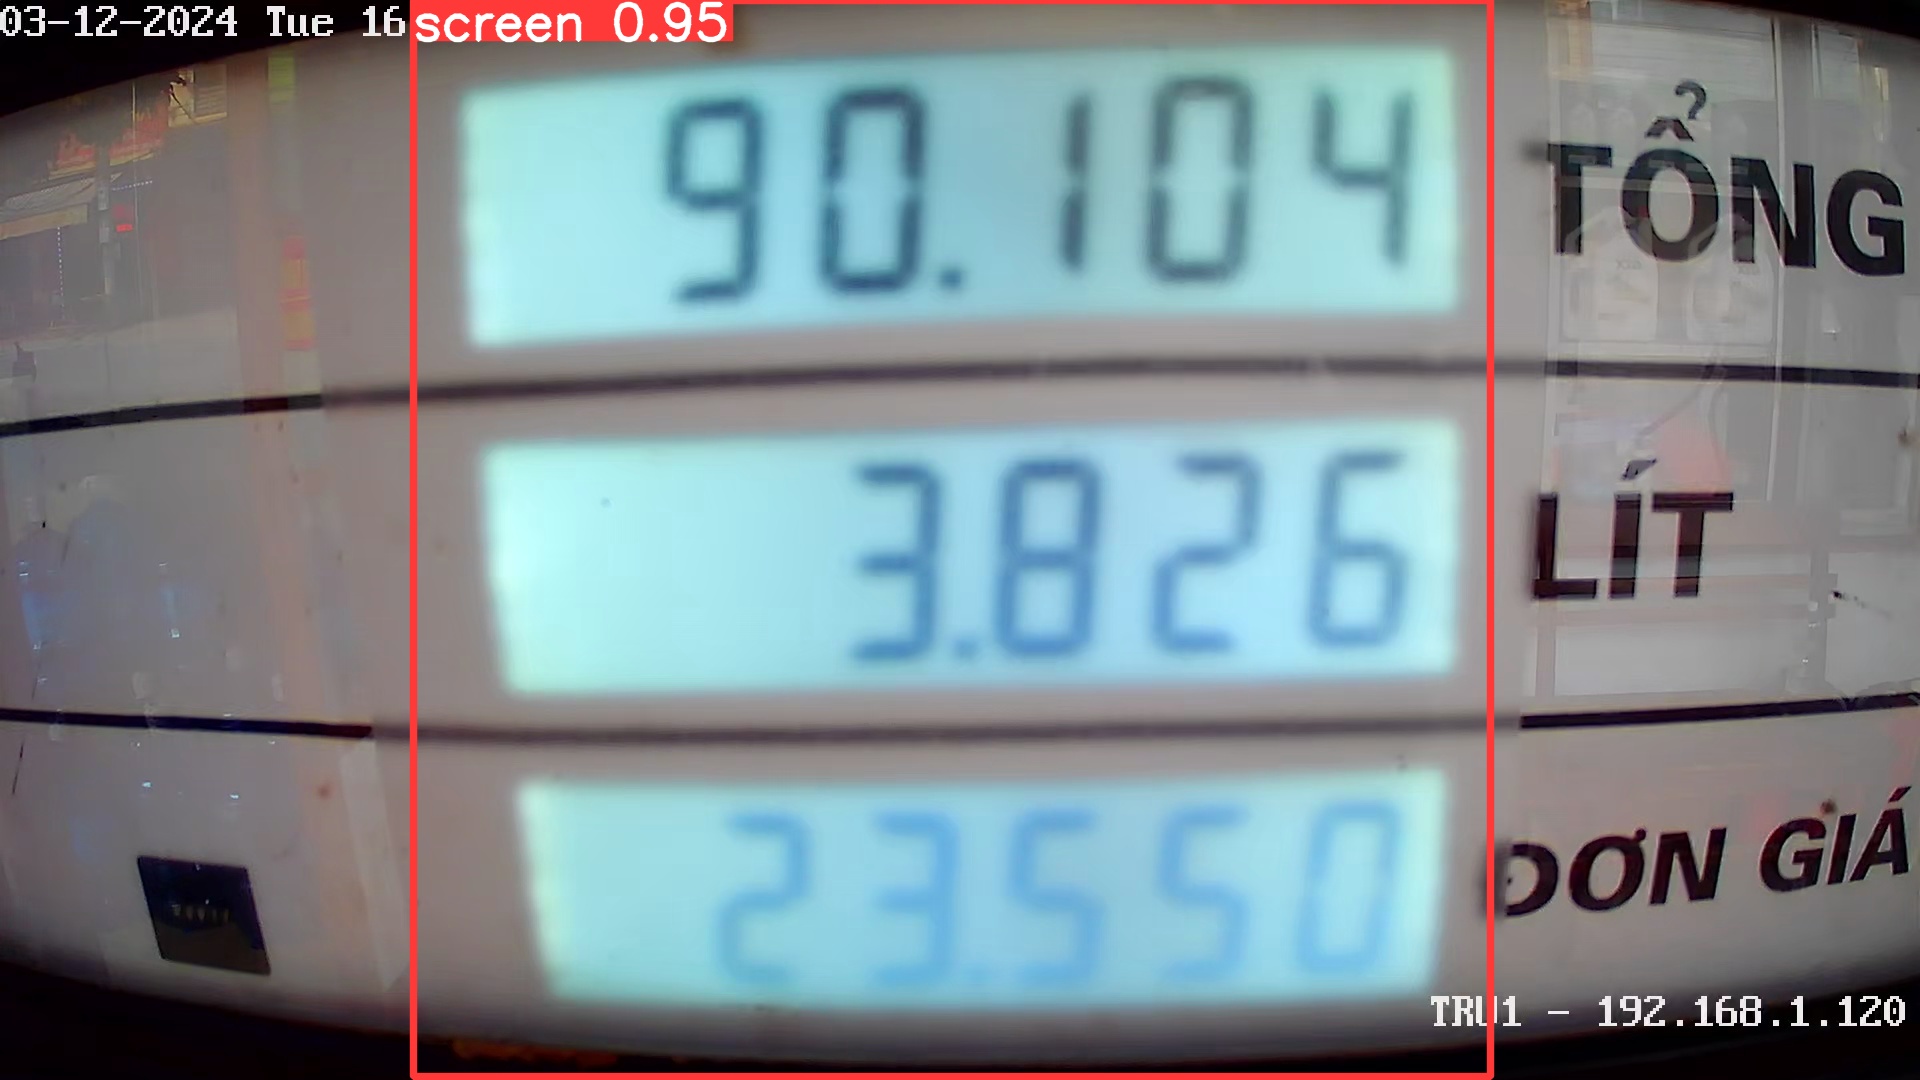 03-12-2024 Tue 16
screen 0.95
90.104
TỔNG
3.826
LÍT
23.550
ĐƠN GIÁ
TRU1 - 192.168.1.120